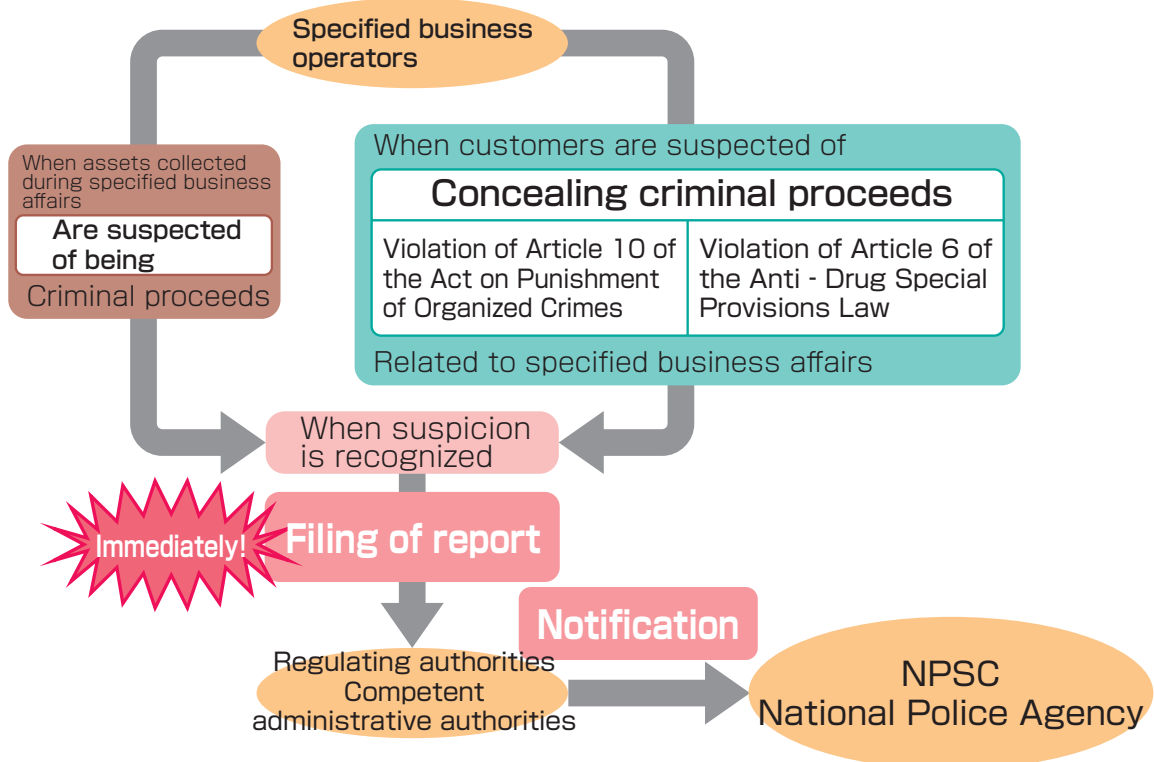 Specified business
operators
When assets collected
during specified business
affairs
Are suspected
of being
Criminal proceeds
When customers are suspected of
Concealing criminal proceeds
Violation of Article 10 of
the Act on Punishment
of Organized Crimes
Violation of Article 6 of
the Anti - Drug Special
Provisions Law
Related to specified business affairs
When suspicion
is recognized
Immediately!
Filing of report
Notification
Regulating authorities
Competent
administrative authorities
NPSC
National Police Agency